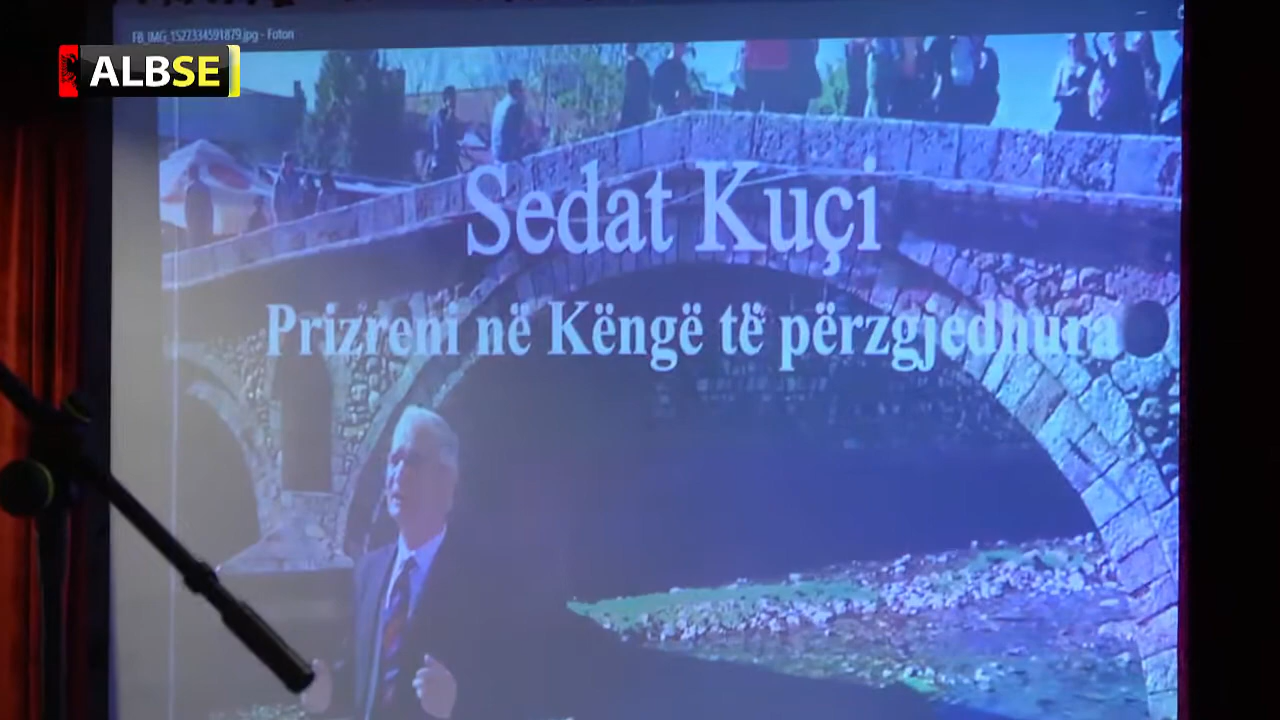 FB_IMG_1527334591879.jpg - Foton
ALBSE
Sedat Kuçi
Prizreni në Këngë të përzgjedhura